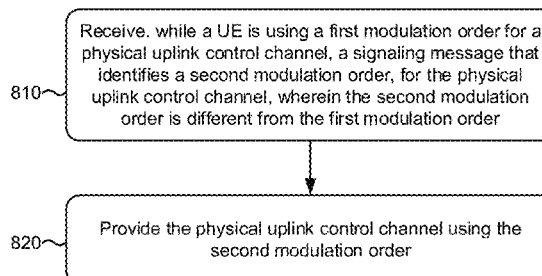 Receive, while a UE is using a first modulation order for a
physical uplink control channel, a signaling message that
identifies a second modulation order, for the physical
uplink control channel, wherein the second modulation
order is different from the first modulation order
810
Provide the physical uplink control channel using the
second modulation order
820